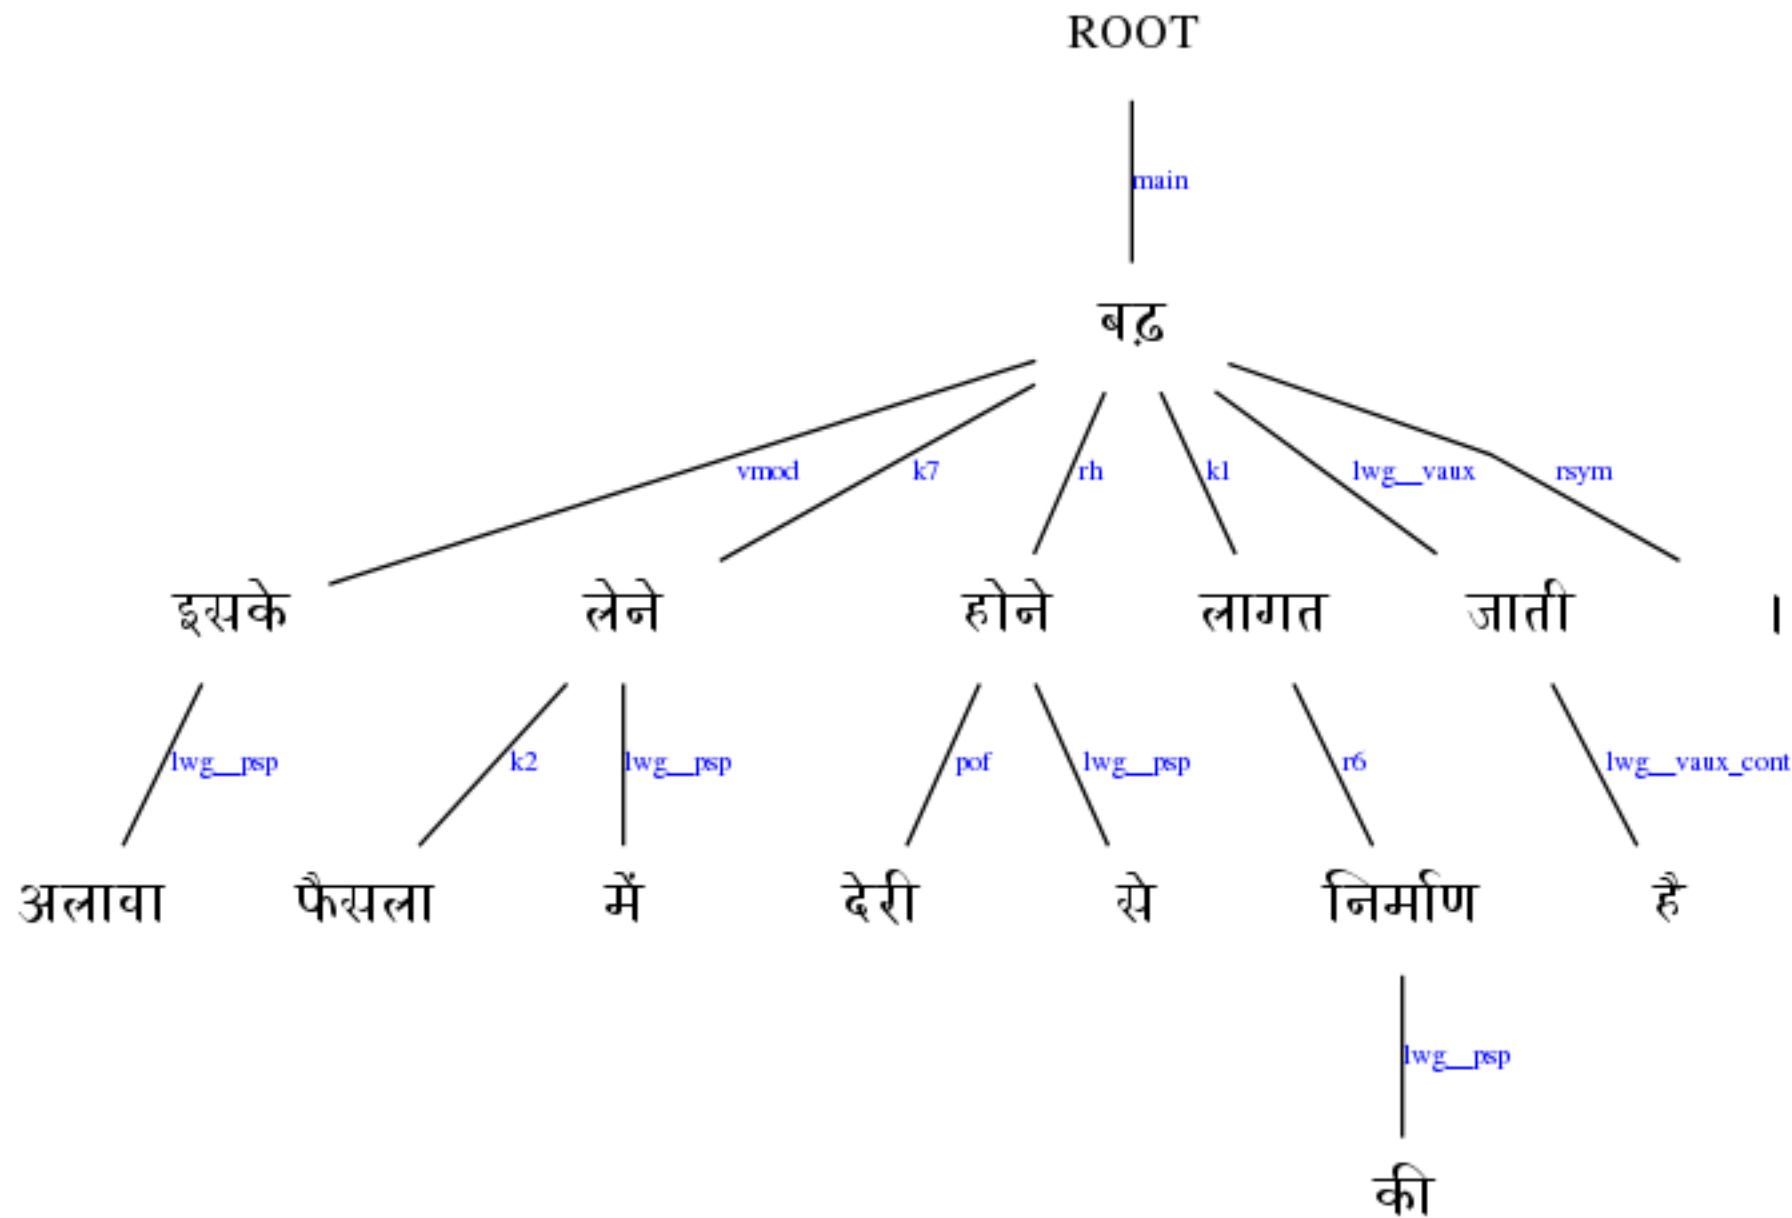 ROOT
main
बढ़
vmod k7 rh k1 lwg__vaux rsym
इसके लेने होने लागत जाती ।
lwg__psp k2 lwg__psp pof lwg__psp r6 lwg__vaux_cont
अलावा फैसला में देरी से निर्माण है
lwg__psp
की